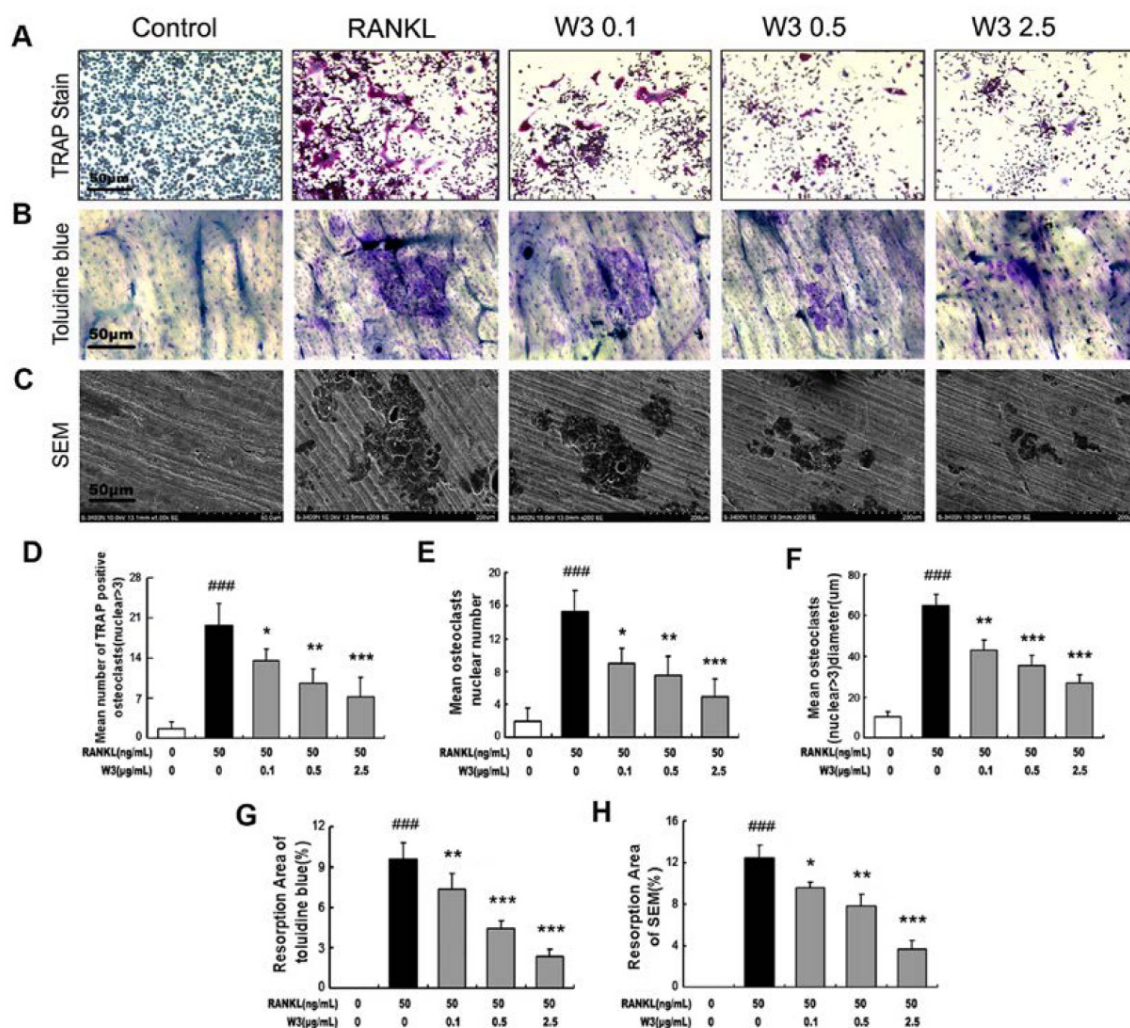 Control RANKL W3 0.1 W3 0.5 W3 2.5
A
TRAP Stain
50µm
B
Toluidine blue
50µm
C
SEM
50µm
D
Mean number of TRAP positive
osteoclasts(nuclear>3)
28
21
14
7
0
###
*
**
***
RANKL(ng/mL) 0 50 50 50 50
W3(µg/mL) 0 0 0.1 0.5 2.5
E
Mean osteoclasts
nuclear number
20
16
12
8
4
0
###
*
**
***
RANKL(ng/mL) 0 50 50 50 50
W3(µg/mL) 0 0 0.1 0.5 2.5
F
Mean osteoclasts
(nuclear>3)diameter(um)
80
60
40
20
0
###
**
***
***
RANKL(ng/mL) 0 50 50 50 50
W3(µg/mL) 0 0 0.1 0.5 2.5
G
Resorption Area of
toluidine blue(%)
12
9
6
3
0
###
**
***
***
RANKL(ng/mL) 0 50 50 50 50
W3(µg/mL) 0 0 0.1 0.5 2.5
H
Resorption Area
of SEM(%)
16
12
8
4
0
###
*
**
***
RANKL(ng/mL) 0 50 50 50 50
W3(µg/mL) 0 0 0.1 0.5 2.5